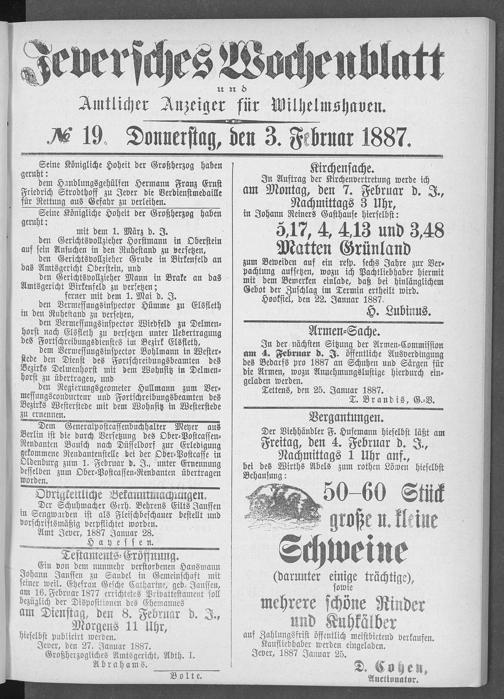 Jeversches Wochenblatt
und
Amtlicher Anzeiger für Wilhelmshaven.
№ 19. Donnerstag, den 3. Februar 1887.
Seine Königliche Hoheit der Großherzog haben
geruht:
dem Handlungsgehülfen Hermann Franz Ernst
Friedrich Strodthoff zu Jever die Verdienstmedaille
für Rettung aus Gefahr zu verleihen.
Seine Königliche Hoheit der Großherzog haben
geruht:
mit dem 1. März d. J.
den Gerichtsvollzieher Horstmann in Oberstein
auf sein Ansuchen in den Ruhestand zu versetzen,
den Gerichtsvollzieher Grude in Birkenfeld an
das Amtsgericht Oberstein, und
den Gerichtsvollzieher Mann in Brake an das
Amtsgericht Birkenfeld zu versetzen;
ferner mit dem 1. Mai d. J.
den Vermessungsinspector Hümme zu Elsfleth
in den Ruhestand zu versetzen,
den Vermessungsinspector Wiebfeld zu Delmen-
horst nach Elsfleth zu versetzen unter Uebertragung
des Fortschreibungsdienstes im Bezirk Elsfleth,
dem Vermessungsinspector Pohlmann in Wester-
stede den Dienst des Fortschreibungsbeamten des
Bezirks Delmenhorst mit dem Wohnsitz in Delmen-
horst zu übertragen, und
den Regierungsgeometer Hullmann zum Ver-
messungsconducteur und Fortschreibungsbeamten des
Bezirks Westerstede mit dem Wohnsitz in Westerstede
zu ernennen.
Dem Generalpostcassenbuchhalter Meyer aus
Berlin ist die durch Versetzung des Ober-Postcassen-
Rendanten Bausch nach Düsseldorf zur Erledigung
gekommene Rendantenstelle bei der Ober-Postcasse in
Oldenburg zum 1. Februar d. J., unter Ernennung
desselben zum Ober-Postcassen-Rendanten übertragen
worden.
Obrigkeitliche Bekanntmachungen.
Der Schuhmacher Gerh. Behrens Eilts Janssen
in Sengwarden ist als Fleischbeschauer bestellt und
vorschriftsmäßig verpflichtet worden.
Amt Jever, 1887 Januar 28.
Hayessen.
Testaments-Eröffnung.
Ein von dem nunmehr verstorbenen Hausmann
Johann Janssen zu Sandel in Gemeinschaft mit
seiner weil. Ehefrau Gesche Catharine, geb. Janssen,
am 16. Februar 1877 errichtetes Privattestament soll
bezüglich der Dispositionen des Ehemannes
am Dienstag, den 8. Februar d. J.,
Morgens 11 Uhr,
hieselbst publicirt werden.
Jever, den 27. Januar 1887.
Großherzogliches Amtsgericht, Abth. I.
Abrahams.
Bolte.
Kirchensache.
In Auftrag der Kirchenvertretung werde ich
am Montag, den 7. Februar d. J.,
Nachmittags 3 Uhr,
in Johann Reiners Gasthause hierselbst:
5,17, 4, 4,13 und 3,48
Matten Grünland
zum Beweiden auf ein resp. sechs Jahre zur Ver-
pachtung aufsetzen, wozu ich Pachtliebhaber hiermit
mit dem Bemerken einlade, daß bei hinlänglichem
Gebot der Zuschlag im Termin ertheilt wird.
Hooksiel, den 22. Januar 1887.
H. Lubinus.
Armen-Sache.
In der nächsten Sitzung der Armen-Commission
am 4. Februar d. J. öffentliche Ausverdingung
des Bedarfs pro 1887 an Schuhen und Särgen für
die Armen, wozu Annehmungslustige hierdurch ein-
geladen werden.
Tettens, den 25. Januar 1887.
T. Brandis, G.-V.
Vergantungen.
Der Viehhändler F. Husemann hieselbst läßt am
Freitag, den 4. Februar d. J.,
Nachmittags 1 Uhr anf.,
bei des Wirths Abels zum rothen Löwen hieselbst
Behausung:
50–60 Stück
große u. kleine
Schweine
(darunter einige trächtige),
sowie
mehrere schöne Rinder
und Kuhkälber
auf Zahlungsfrist öffentlich meistbietend verkaufen.
Kaufliebhaber werden eingeladen.
Jever, 1887 Januar 25.
D. Cohen,
Auctionator.